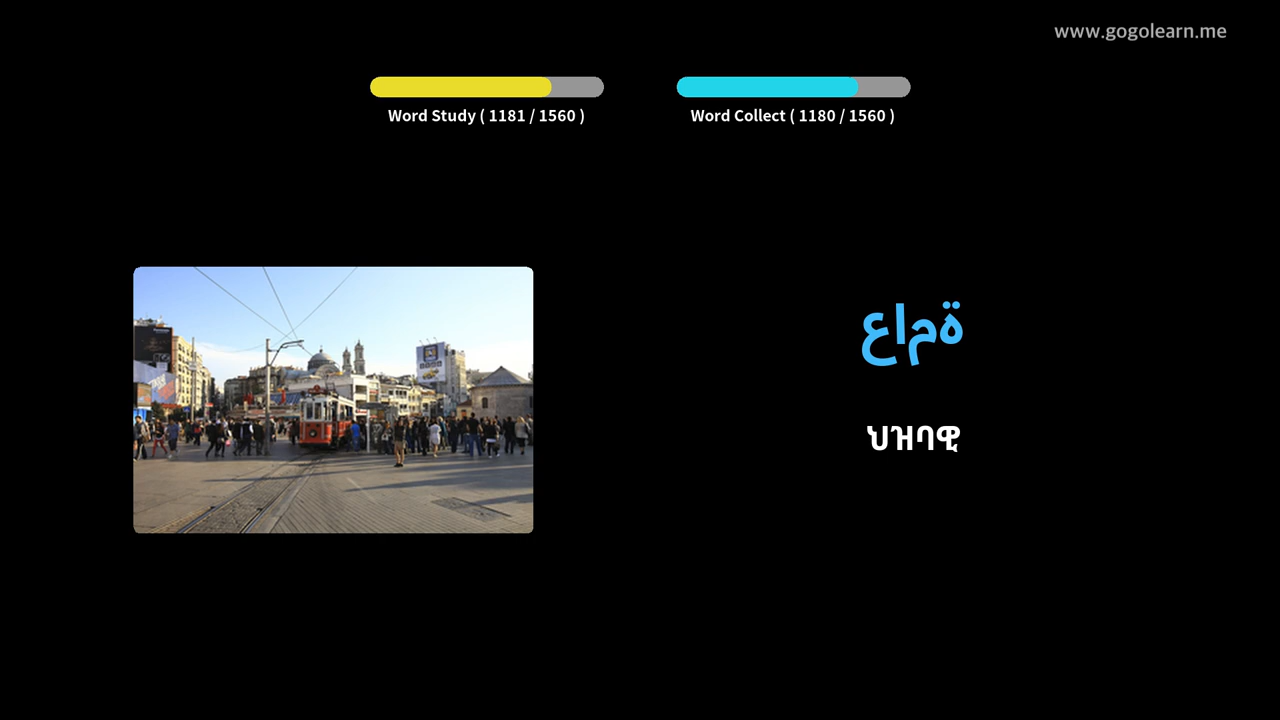 www.gogolearn.me
Word Study ( 1181 / 1560 )
Word Collect ( 1180 / 1560 )
عامة
ህዝባዊ